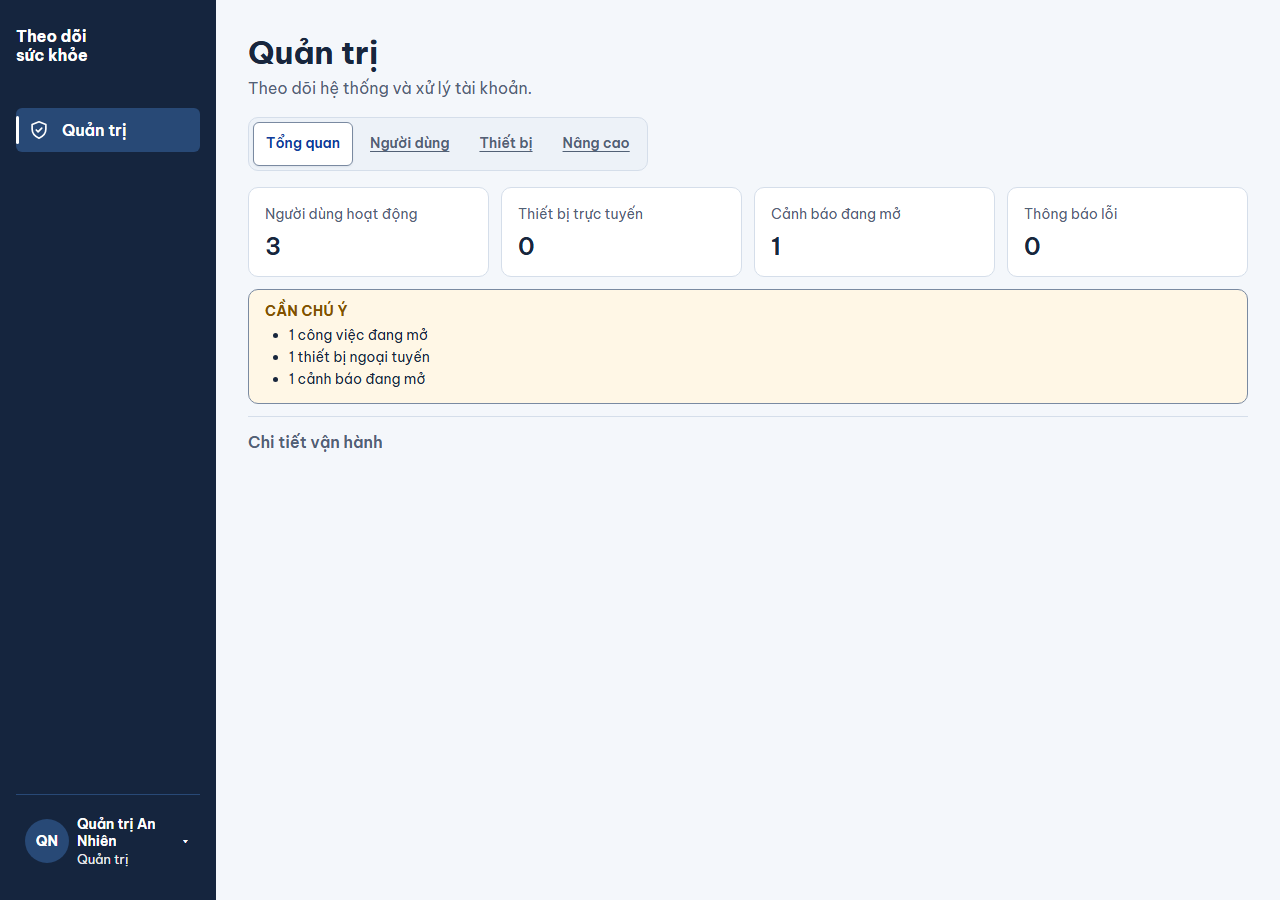 Theo dõi
sức khỏe
Quản trị
Quản trị
Theo dõi hệ thống và xử lý tài khoản.
Tổng quan
Người dùng
Thiết bị
Nâng cao
Người dùng hoạt động
3
Thiết bị trực tuyến
0
Cảnh báo đang mở
1
Thông báo lỗi
0
CẦN CHÚ Ý
1 công việc đang mở
1 thiết bị ngoại tuyến
1 cảnh báo đang mở
Chi tiết vận hành
QN
Quản trị An
Nhiên
Quản trị